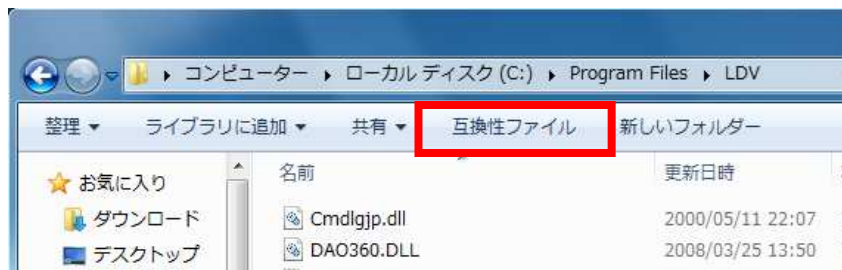 コンピューター ローカル ディスク (C:) Program Files LDV
整理 ライブラリに追加 共有 互換性ファイル 新しいフォルダー
お気に入り 名前 更新日時
ダウンロード Cmdlgjp.dll 2000/05/11 22:07
デスクトップ DAO360.DLL 2008/03/25 13:50